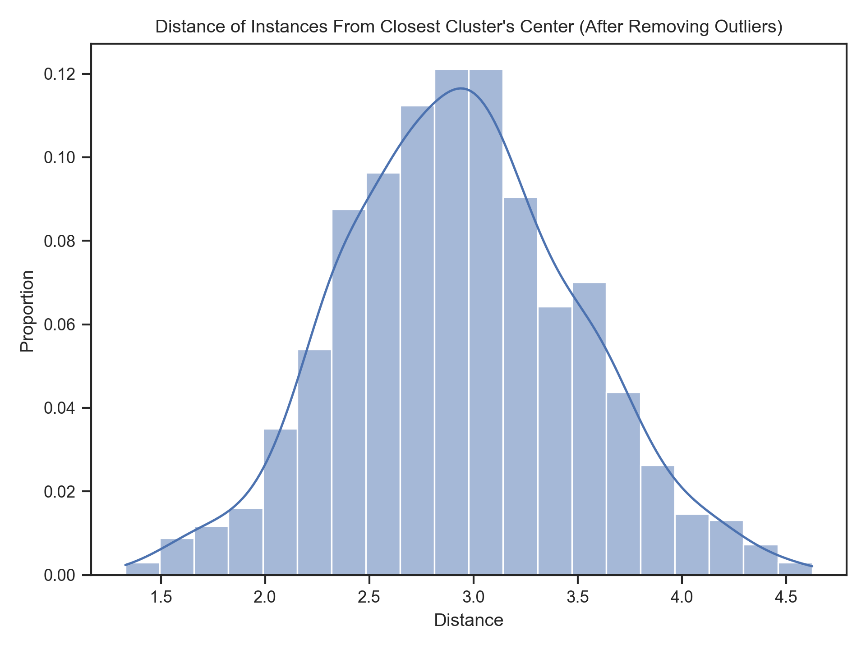 Distance of Instances From Closest Cluster's Center (After Removing Outliers)
0.12
0.10
0.08
0.06
0.04
0.02
0.00
Proportion
1.5 2.0 2.5 3.0 3.5 4.0 4.5
Distance